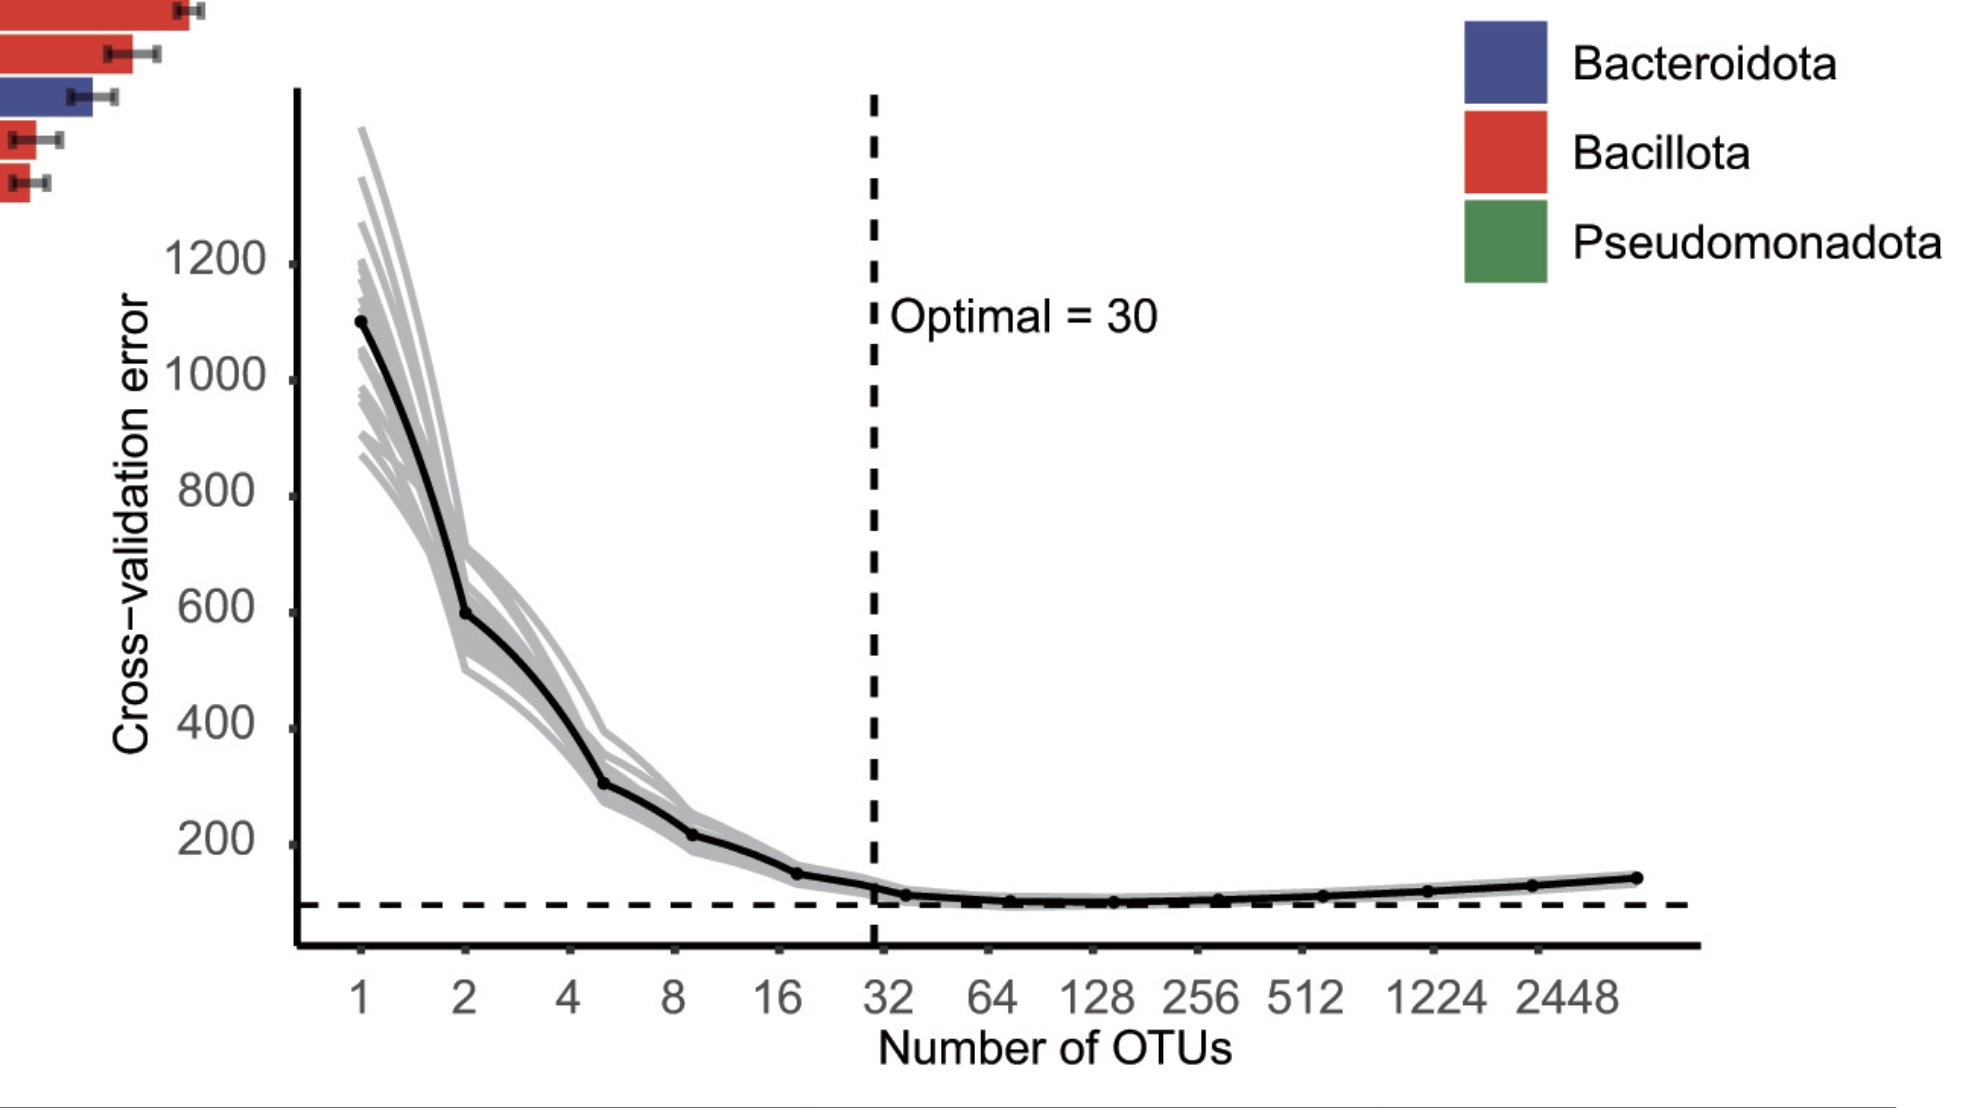 Bacteroidota
Bacillota
Pseudomonadota
Optimal = 30
Cross−validation error
1200
1000
800
600
400
200
1 2 4 8 16 32 64 128 256 512 1224 2448
Number of OTUs